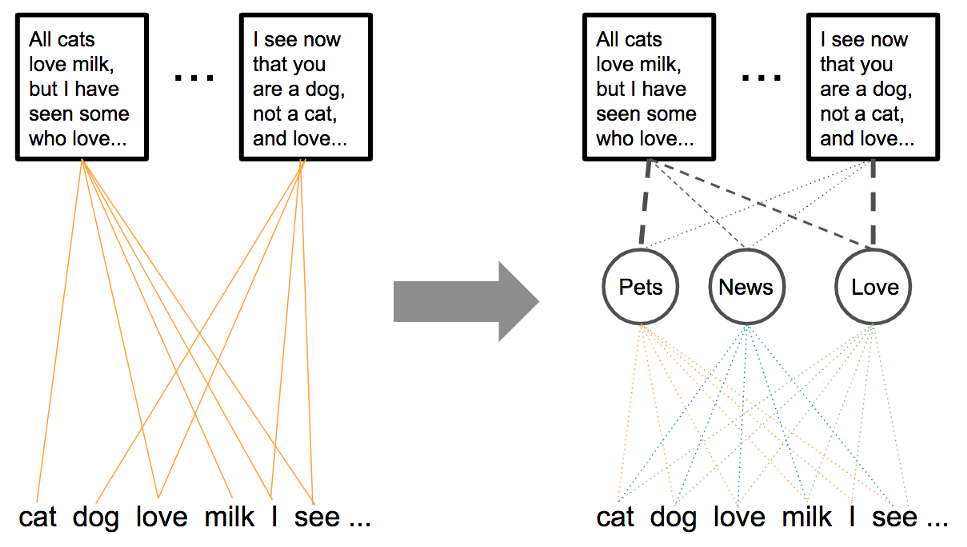 All cats
love milk,
but I have
seen some
who love...
...
I see now
that you
are a dog,
not a cat,
and love...
cat dog love milk I see ...
All cats
love milk,
but I have
seen some
who love...
...
I see now
that you
are a dog,
not a cat,
and love...
Pets News Love
cat dog love milk I see ...